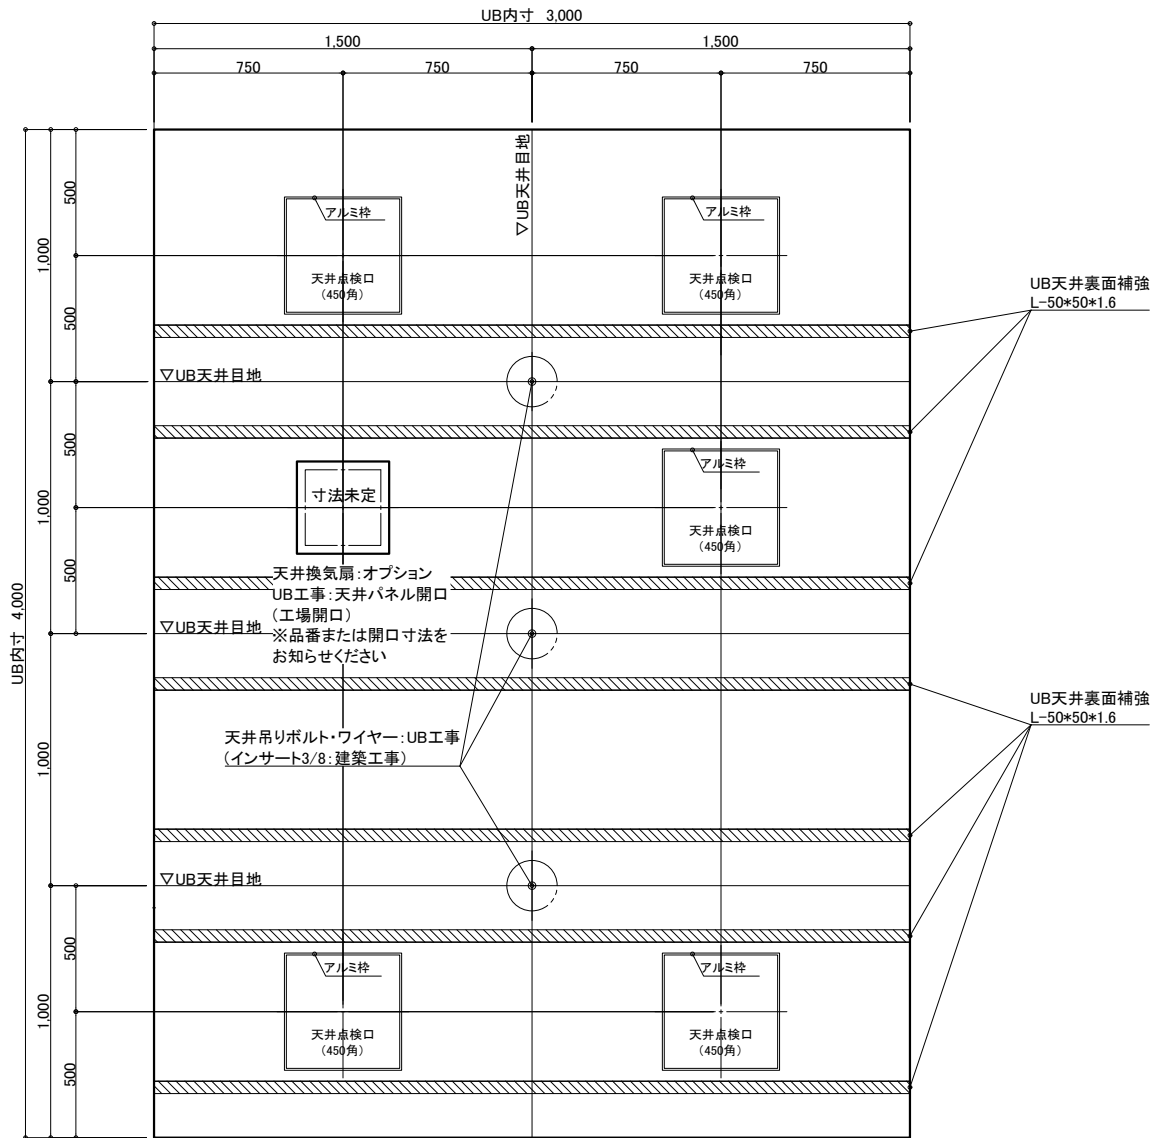 UB内寸 3,000
1,500
1,500
750
750
750
750
▽UB天井目地
500
1,000
500
アルミ枠
天井点検口
(450角)
アルミ枠
天井点検口
(450角)
UB天井裏面補強
L-50*50*1.6
▽UB天井目地
500
1,000
500
寸法未定
アルミ枠
天井点検口
(450角)
天井換気扇:オプション
UB工事:天井パネル開口
(工場開口)
※品番または開口寸法を
お知らせください
▽UB天井目地
UB内寸 4,000
UB天井裏面補強
L-50*50*1.6
天井吊りボルト・ワイヤー:UB工事
(インサート3/8:建築工事)
1,000
▽UB天井目地
500
1,000
500
アルミ枠
天井点検口
(450角)
アルミ枠
天井点検口
(450角)